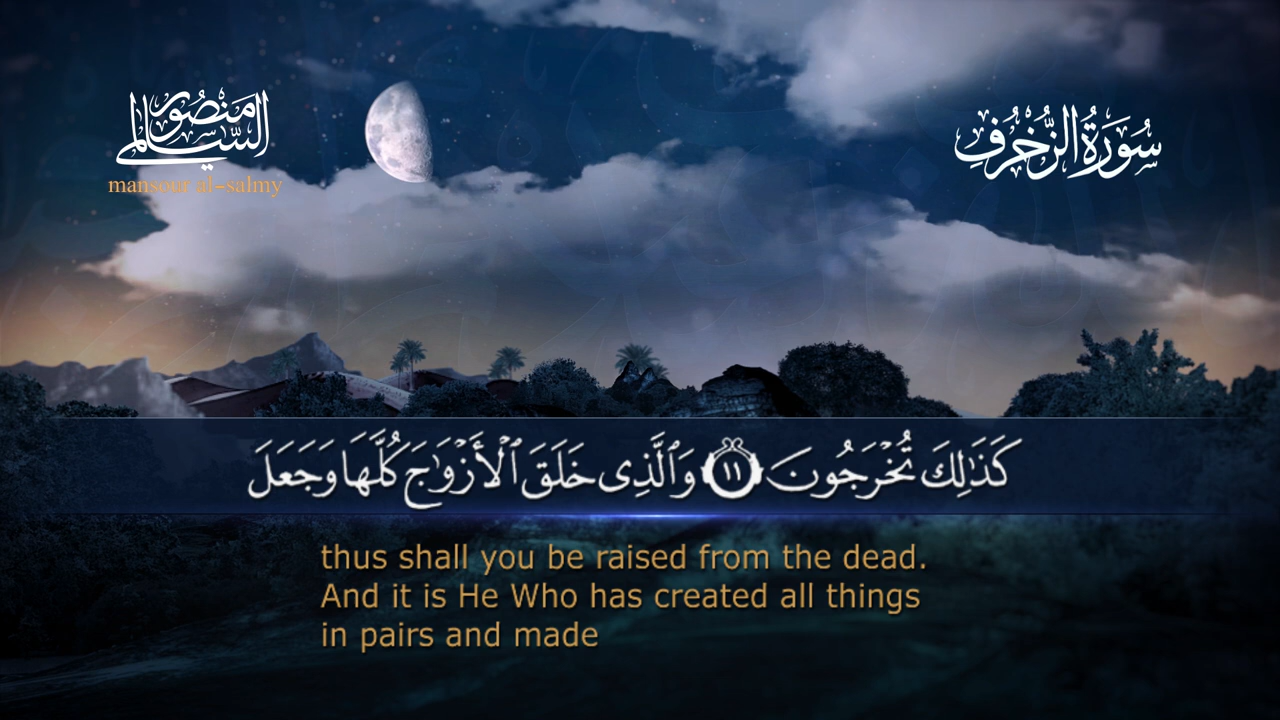 منصور السالمي
mansour al-salmy
سُورَةُ الزُّخْرُفِ
كَذَٰلِكَ تُخْرَجُونَ ١١ وَٱلَّذِى خَلَقَ ٱلْأَزْوَٰجَ كُلَّهَا وَجَعَلَ
thus shall you be raised from the dead.
And it is He Who has created all things
in pairs and made